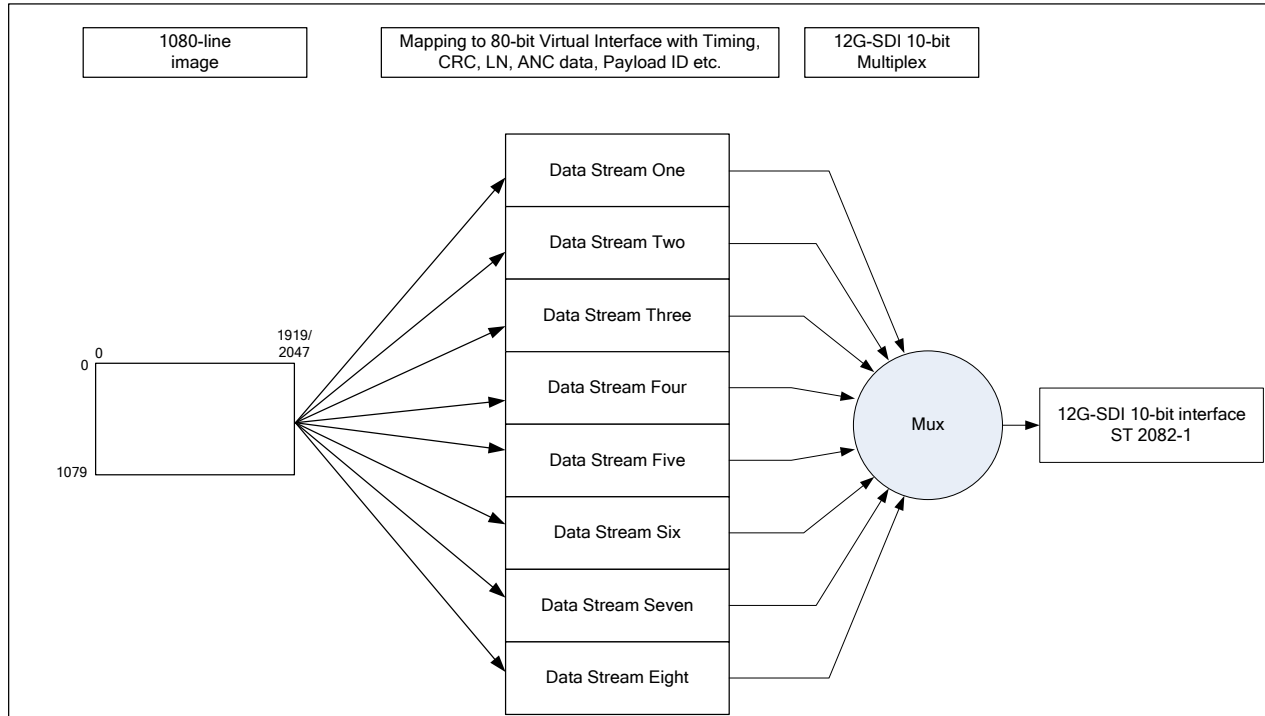 1080-line
image
Mapping to 80-bit Virtual Interface with Timing,
CRC, LN, ANC data, Payload ID etc.
12G-SDI 10-bit
Multiplex
Data Stream One
Data Stream Two
Data Stream Three
Data Stream Four
Data Stream Five
Data Stream Six
Data Stream Seven
Data Stream Eight
0
0
1919/
2047
1079
Mux
12G-SDI 10-bit interface
ST 2082-1